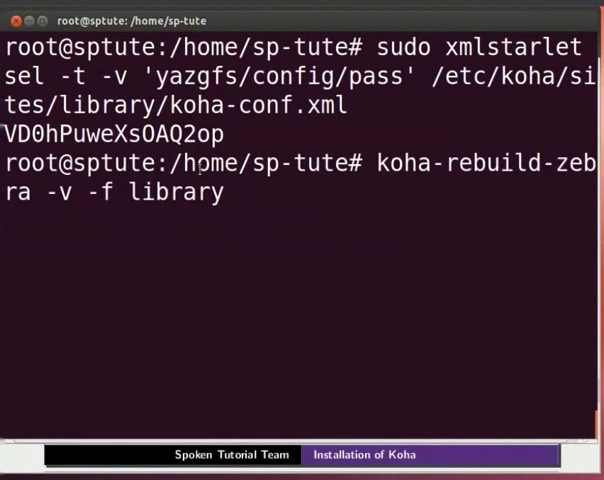 root@sptute: /home/sp-tute
root@sptute:/home/sp-tute# sudo xmlstarlet
sel -t -v 'yazgfs/config/pass' /etc/koha/si
tes/library/koha-conf.xml
VD0hPuweXsOAQ2op
root@sptute:/home/sp-tute# koha-rebuild-zeb
ra -v -f library
Spoken Tutorial Team
Installation of Koha